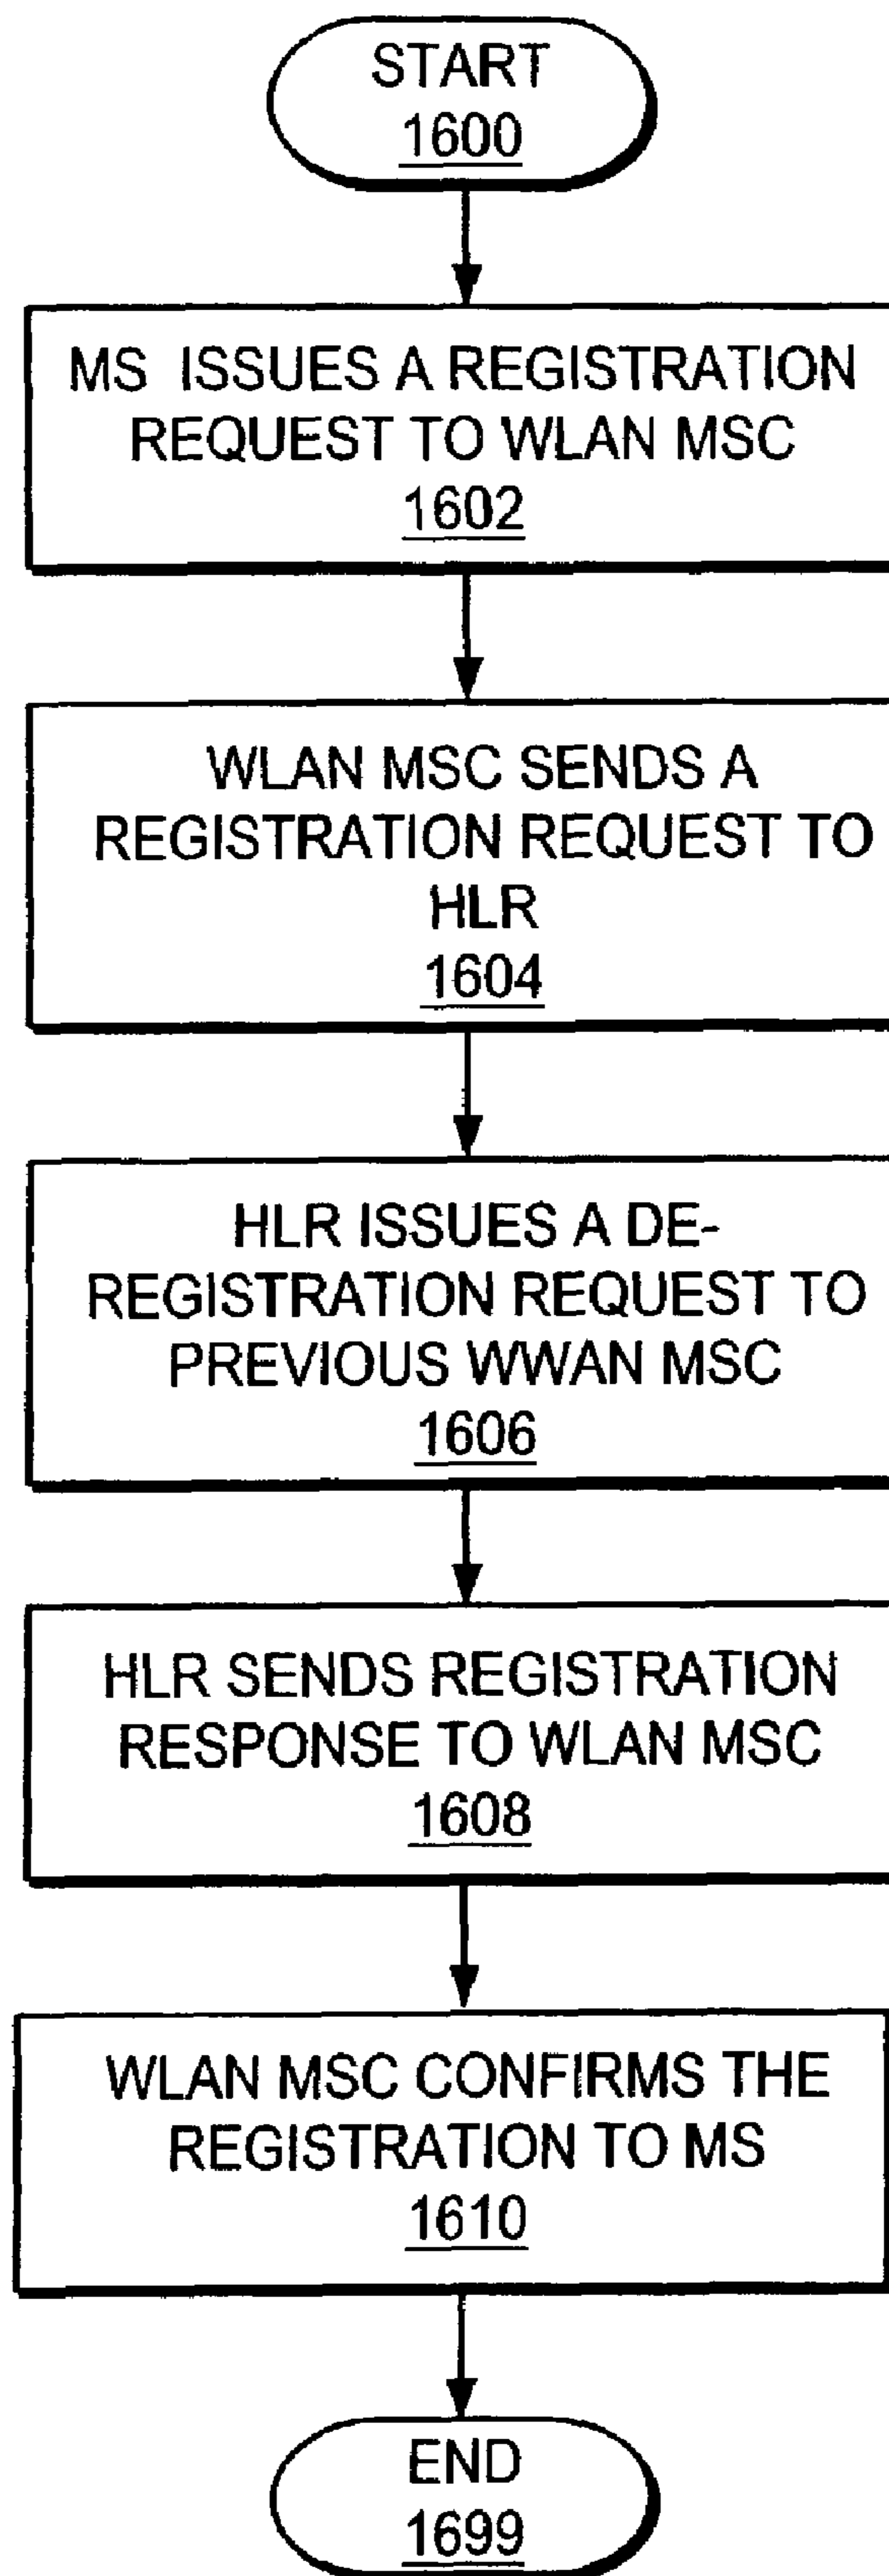 START
1600
MS ISSUES A REGISTRATION
REQUEST TO WLAN MSC
1602
WLAN MSC SENDS A
REGISTRATION REQUEST TO
HLR
1604
HLR ISSUES A DE-
REGISTRATION REQUEST TO
PREVIOUS WWAN MSC
1606
HLR SENDS REGISTRATION
RESPONSE TO WLAN MSC
1608
WLAN MSC CONFIRMS THE
REGISTRATION TO MS
1610
END
1699